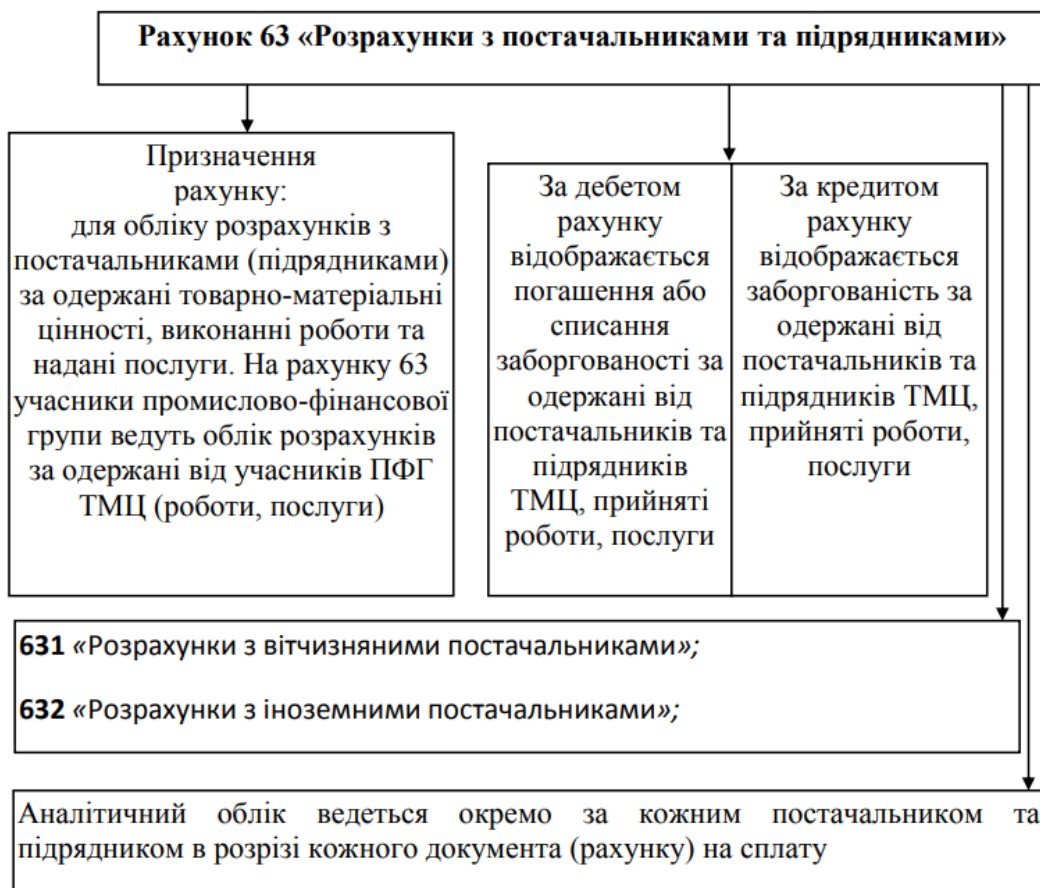 Рахунок 63 «Розрахунки з постачальниками та підрядниками»
Призначення
рахунку:
для обліку розрахунків з
постачальниками (підрядниками)
за одержані товарно-матеріальні
цінності, виконанні роботи та
надані послуги. На рахунку 63
учасники промислово-фінансової
групи ведуть облік розрахунків
за одержані від учасників ПФГ
ТМЦ (роботи, послуги)
За дебетом
рахунку
відображається
погашення або
списання
заборгованості за
одержані від
постачальників та
підрядників
ТМЦ, прийняті
роботи, послуги
За кредитом
рахунку
відображається
заборгованість за
одержані від
постачальників та
підрядників ТМЦ,
прийняті роботи,
послуги
631 «Розрахунки з вітчизняними постачальниками»;
632 «Розрахунки з іноземними постачальниками»;
Аналітичний облік ведеться окремо за кожним постачальником та
підрядником в розрізі кожного документа (рахунку) на сплату